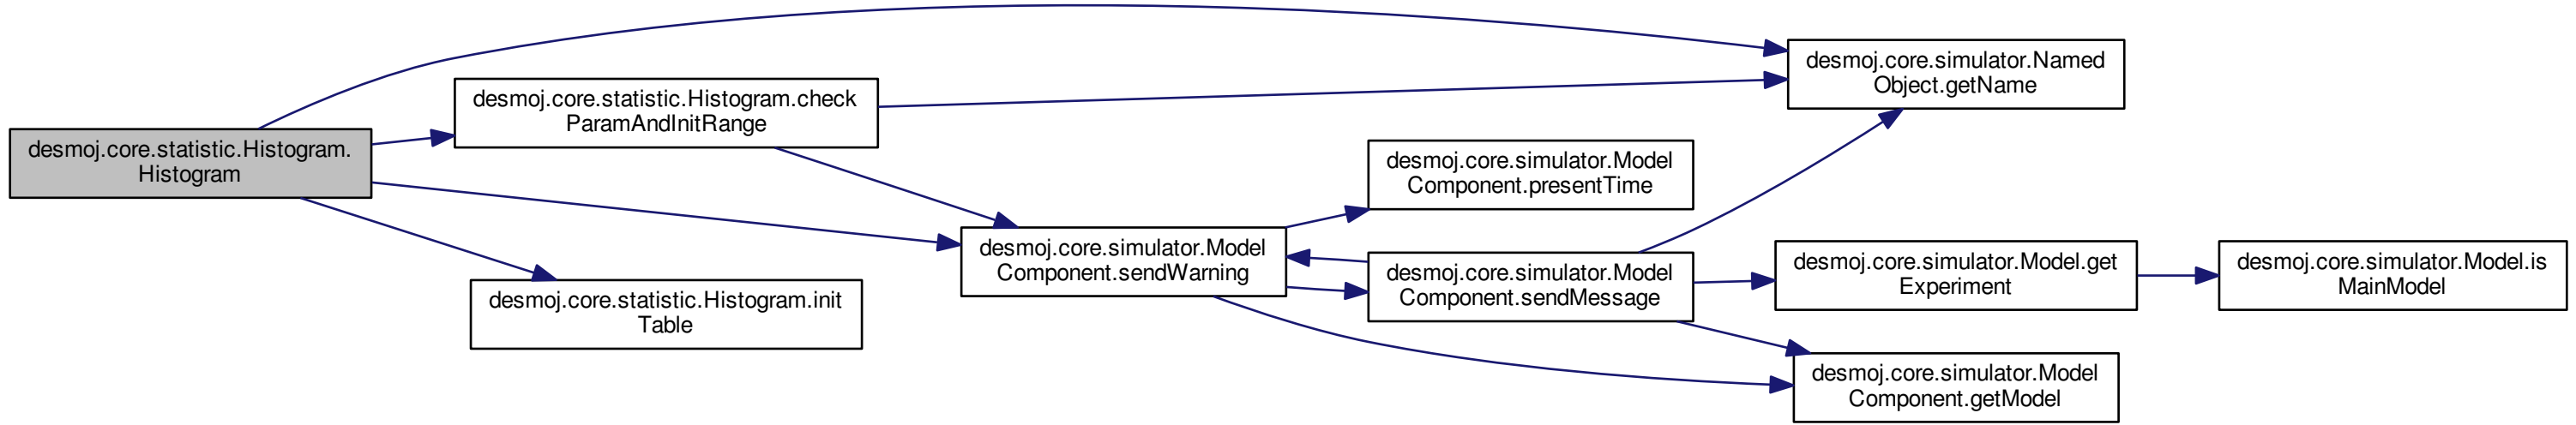 desmoj.core.statistic.Histogram.
Histogram
desmoj.core.statistic.Histogram.check
ParamAndInitRange
desmoj.core.statistic.Histogram.init
Table
desmoj.core.simulator.Model
Component.sendWarning
desmoj.core.simulator.Model
Component.presentTime
desmoj.core.simulator.Model
Component.sendMessage
desmoj.core.simulator.Named
Object.getName
desmoj.core.simulator.Model.get
Experiment
desmoj.core.simulator.Model
Component.getModel
desmoj.core.simulator.Model.is
MainModel